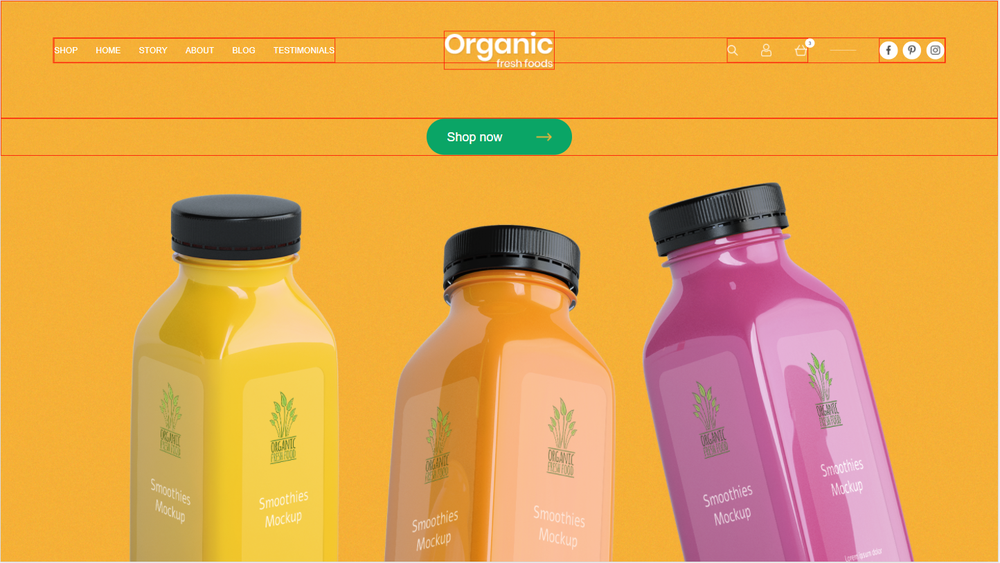 SHOP HOME STORY ABOUT BLOG TESTIMONIALS
Organic
fresh foods
3
Shop now
ORGANIC
FRESH FOOD
Smoothies
Mockup
ORGANIC
FRESH FOOD
Smoothies
Mockup
ORGANIC
FRESH FOOD
Smoothies
Mockup
ORGANIC
FRESH FOOD
Smoothies
Mockup
ORGANIC
FRESH FOOD
Smoothies
Mockup
ORGANIC
FRESH FOOD
Smoothies
Mockup
Lorem ipsum dolor